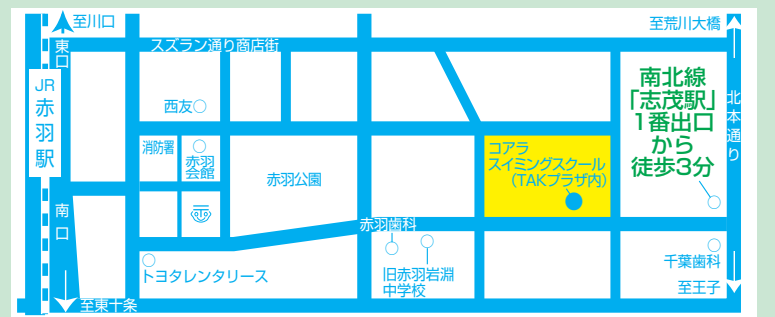 至川口
至荒川大橋
東口
スズラン通り商店街
JR
赤羽駅
西友
南北線
「志茂駅」
1番出口
から
徒歩3分
北本通り
消防署
赤羽
会館
赤羽公園
コアラ
スイミングスクール
(TAKプラザ内)
南口
赤羽歯科
トヨタレンタリース
旧赤羽岩淵
中学校
千葉歯科
至王子
至東十条